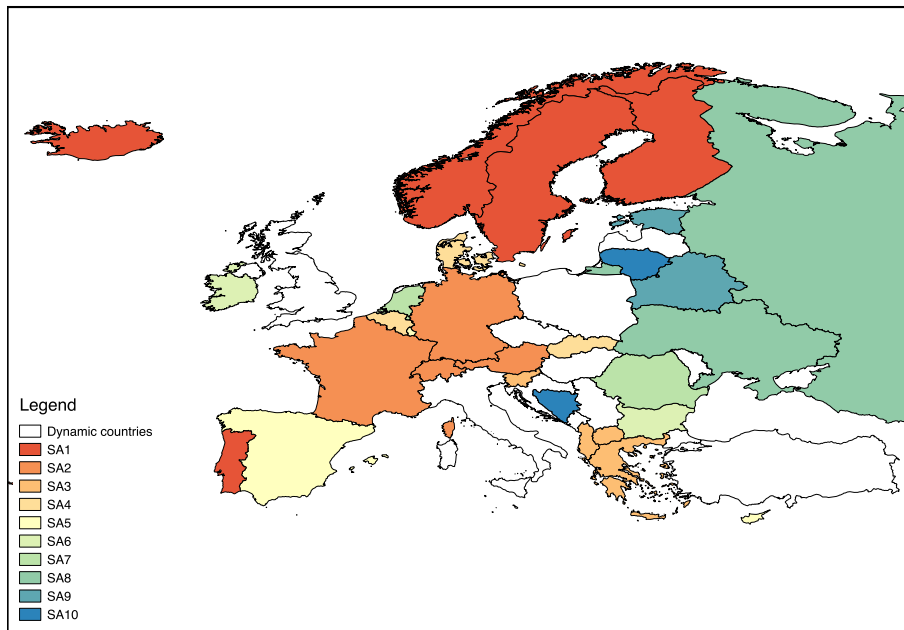 Legend
Dynamic countries
SA1
SA2
SA3
SA4
SA5
SA6
SA7
SA8
SA9
SA10